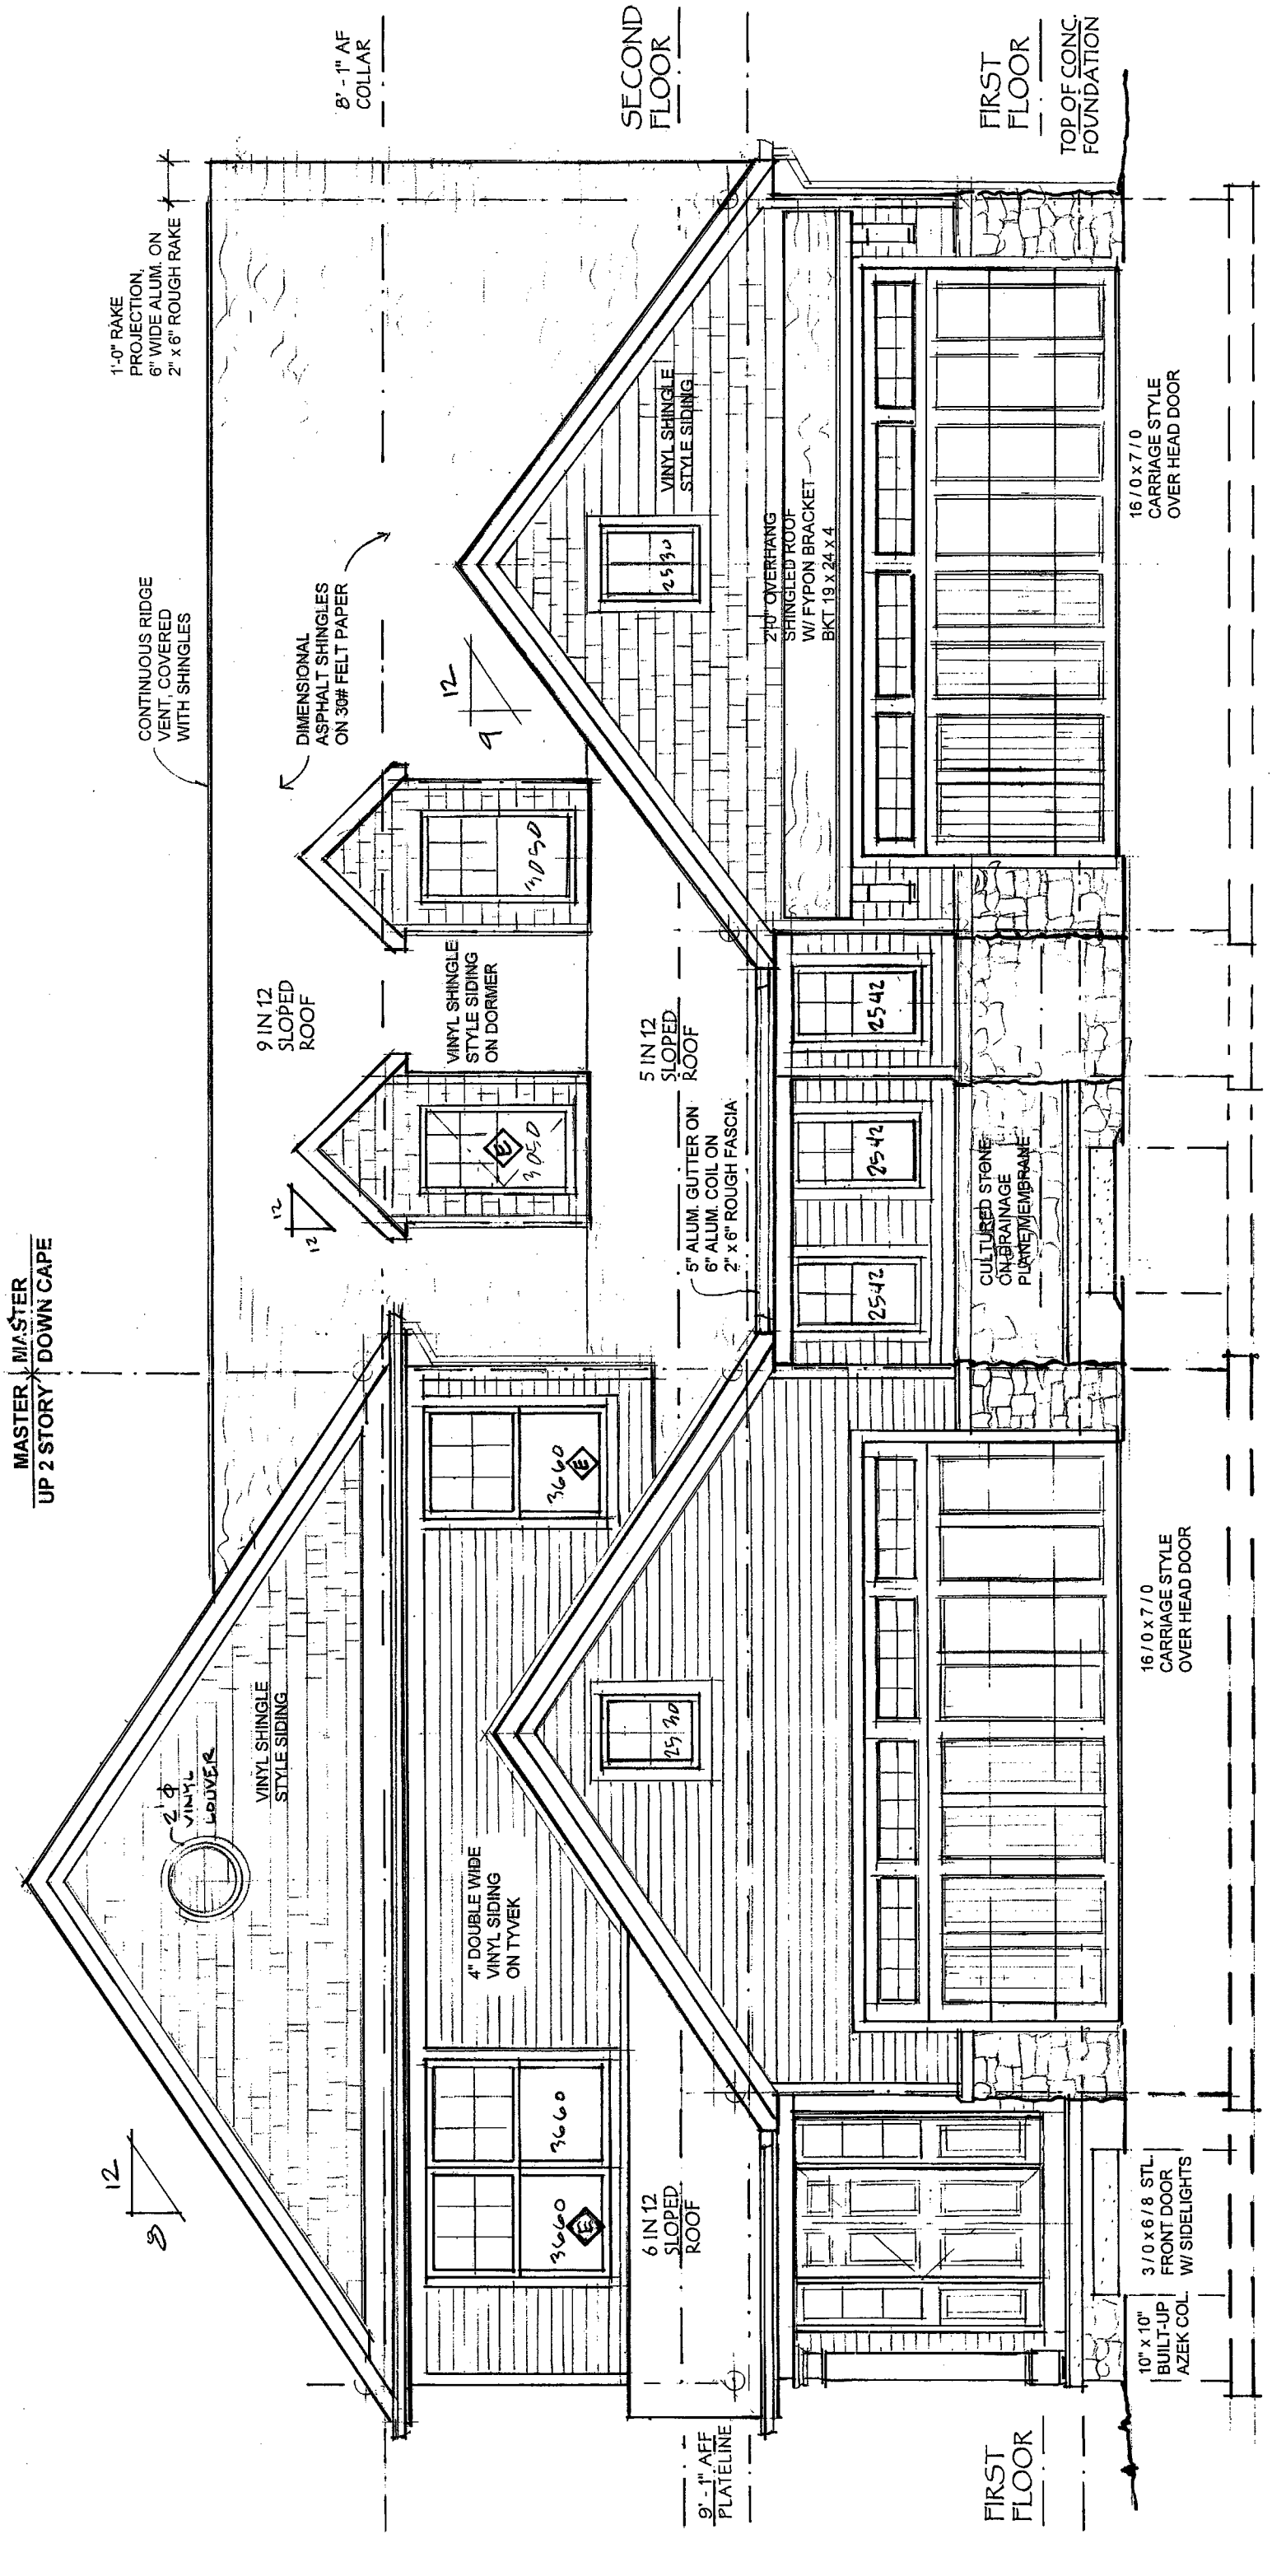 MASTER MASTER
UP 2 STORY DOWN CAPE
12
8
2'Φ
VINYL
LOUVER
VINYL SHINGLE
STYLE SIDING
CONTINUOUS RIDGE
VENT, COVERED
WITH SHINGLES
1'-0" RAKE
PROJECTION,
6" WIDE ALUM. ON
2" x 6" ROUGH RAKE
8' - 1" AF
COLLAR
DIMENSIONAL
ASPHALT SHINGLES
ON 30# FELT PAPER
9 IN 12
SLOPED
ROOF
12
12
12
9
3050
E
3050
VINYL SHINGLE
STYLE SIDING
ON DORMER
4" DOUBLE WIDE
VINYL SIDING
ON TYVEK
3660
E
3660
3660
E
6 IN 12
SLOPED
ROOF
2530
5 IN 12
SLOPED
ROOF
5" ALUM. GUTTER ON
6" ALUM. COIL ON
2" x 6" ROUGH FASCIA
2530
VINYL SHINGLE
STYLE SIDING
SECOND
FLOOR
2'-0" OVERHANG
SHINGLED ROOF
W/ FYPON BRACKET
BKT 19 x 24 x 4
9' - 1" AFF
PLATELINE
2542
2542
2542
CULTURED STONE
ON DRAINAGE
PLANE MEMBRANE
FIRST
FLOOR
FIRST
FLOOR
TOP OF CONC.
FOUNDATION
10" x 10"
BUILT-UP
AZEK COL.
3 / 0 x 6 / 8 STL.
FRONT DOOR
W/ SIDELIGHTS
16 / 0 x 7 / 0
CARRIAGE STYLE
OVER HEAD DOOR
16 / 0 x 7 / 0
CARRIAGE STYLE
OVER HEAD DOOR